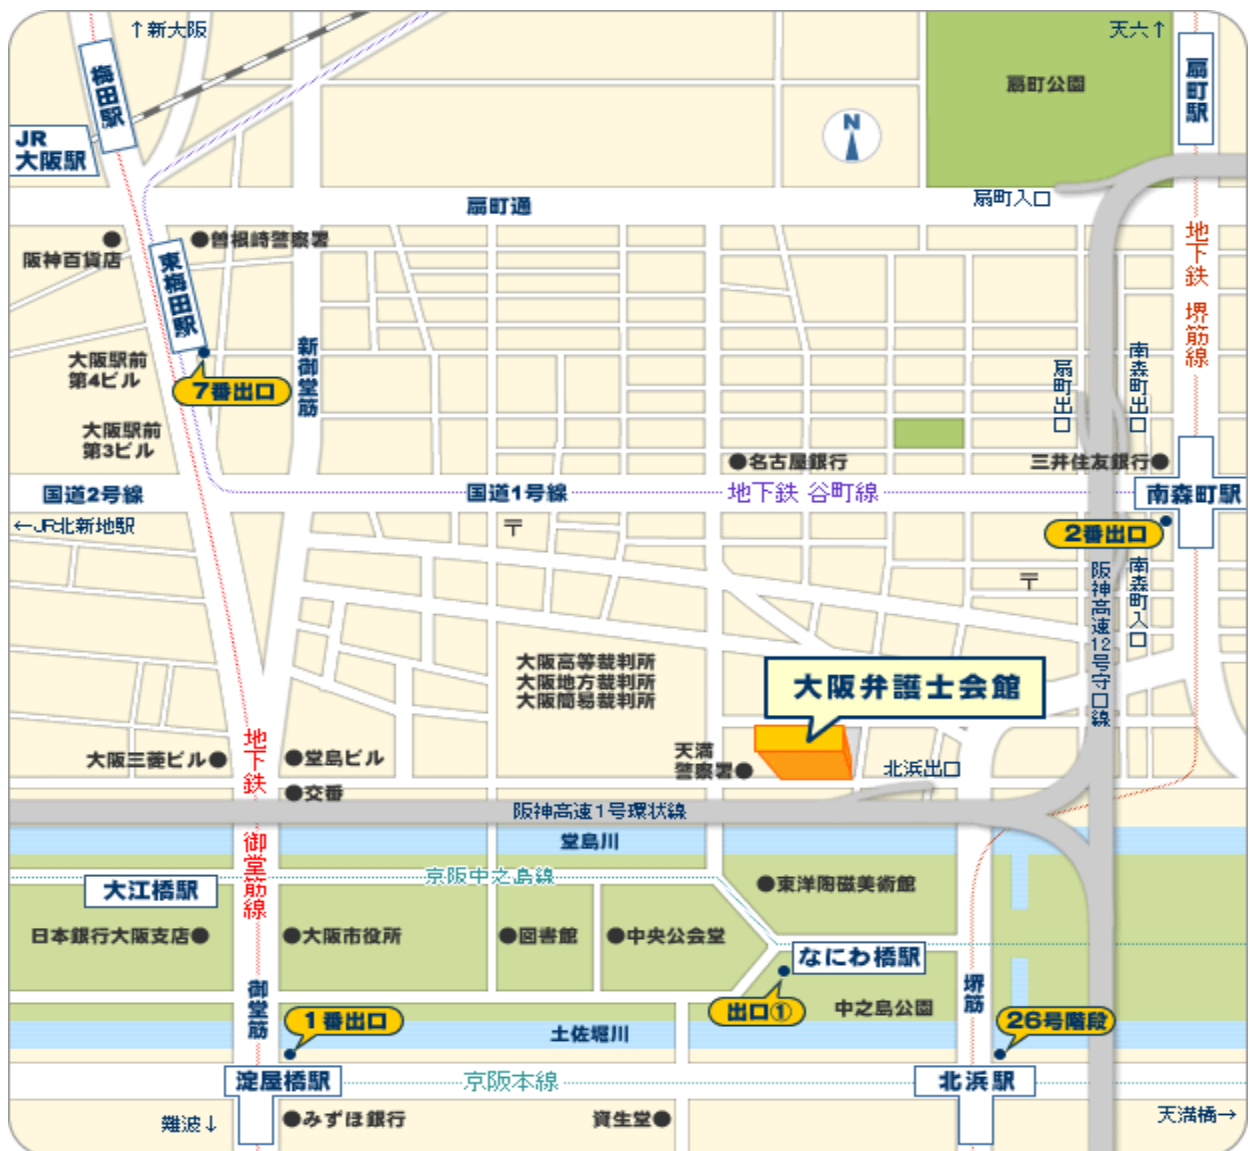 ↑新大阪
天六↑
梅田駅
扇町公園
扇町駅
JR
大阪駅
N
扇町入口
扇町通
阪神百貨店
曽根崎警察署
東梅田駅
地下鉄 堺筋線
新御堂筋
大阪駅前
第4ビル
7番出口
扇町出口
南森町出口
大阪駅前
第3ビル
名古屋銀行
三井住友銀行
国道2号線
国道1号線
地下鉄 谷町線
南森町駅
←JR北新地駅
〒
2番出口
〒
阪神高速12号守口線
南森町入口
大阪高等裁判所
大阪地方裁判所
大阪簡易裁判所
大阪弁護士会館
地下鉄 御堂筋線
大阪三菱ビル
堂島ビル
天満
警察署
北浜出口
交番
阪神高速1号環状線
堂島川
京阪中之島線
大江橋駅
東洋陶磁美術館
日本銀行大阪支店
大阪市役所
図書館
中央公会堂
なにわ橋駅
御堂筋
堺筋
出口①
中之島公園
1番出口
26号階段
土佐堀川
淀屋橋駅
京阪本線
北浜駅
難波↓
みずほ銀行
資生堂
天満橋→